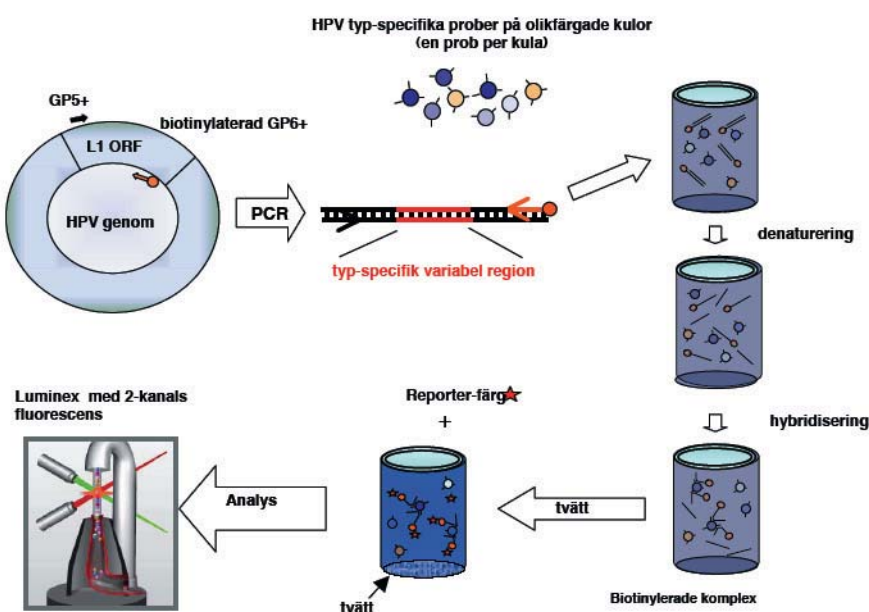 HPV typ-specifika prober på olikfärgade kulor
(en prob per kula)
GP5+
biotinylaterad GP6+
L1 ORF
HPV genom
PCR
typ-specifik variabel region
denaturering
hybridisering
Biotinylerade komplex
tvätt
Reporter-färg
+
tvätt
Analys
Luminex med 2-kanals
fluorescens